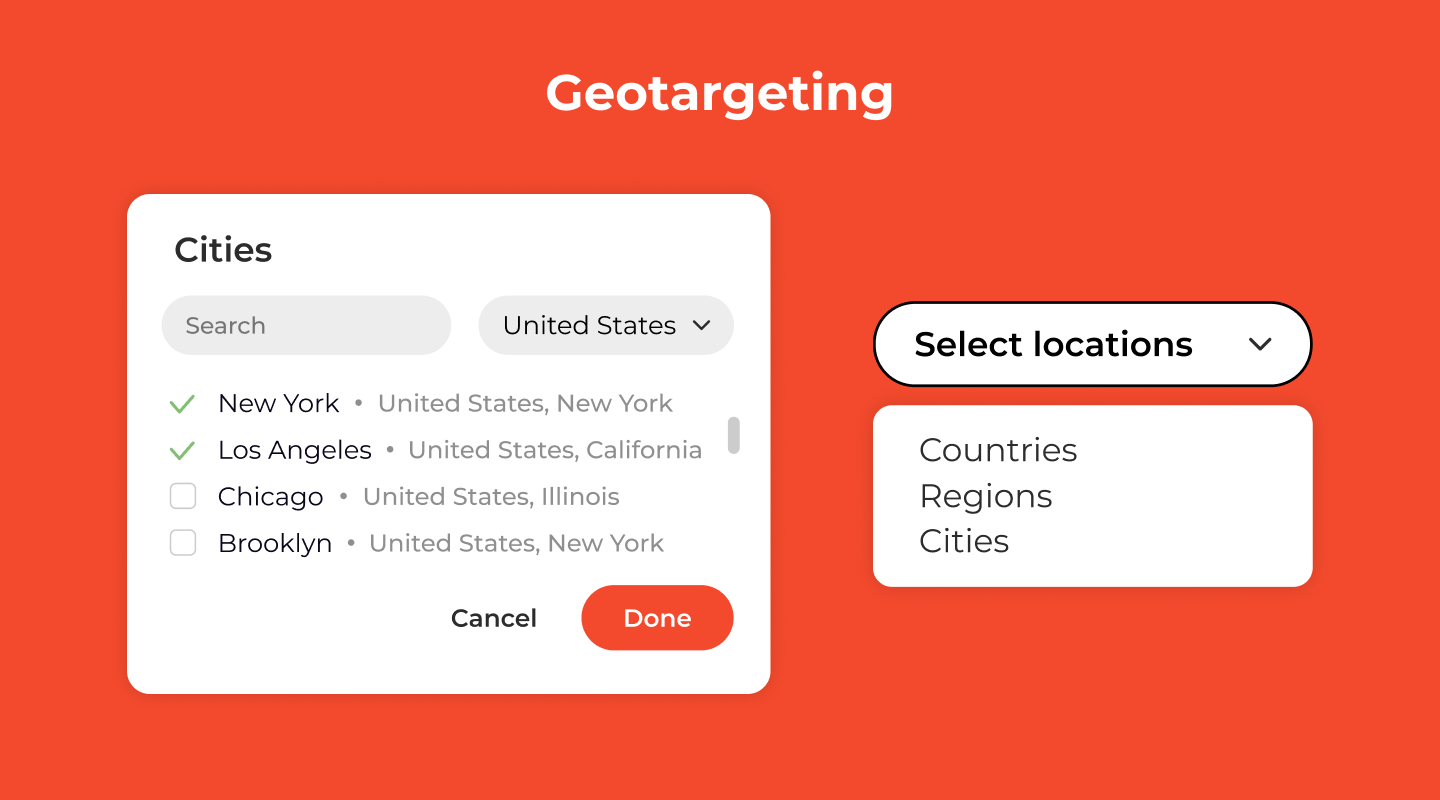 Geotargeting
Cities
Search
United States
New York • United States, New York
Los Angeles • United States, California
Chicago • United States, Illinois
Brooklyn • United States, New York
Cancel
Done
Select locations
Countries
Regions
Cities